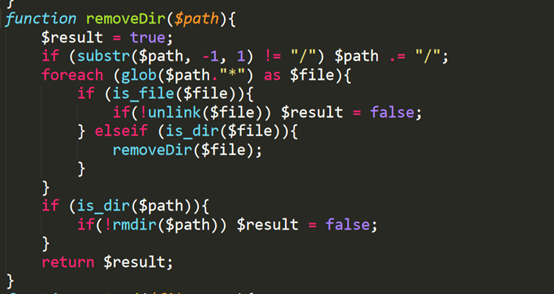 }
function removeDir($path){
$result = true;
if (substr($path, -1, 1) != "/") $path .= "/";
foreach (glob($path."*") as $file){
if (is_file($file)){
if(!unlink($file)) $result = false;
} elseif (is_dir($file)){
removeDir($file);
}
}
if (is_dir($path)){
if(!rmdir($path)) $result = false;
}
return $result;
}